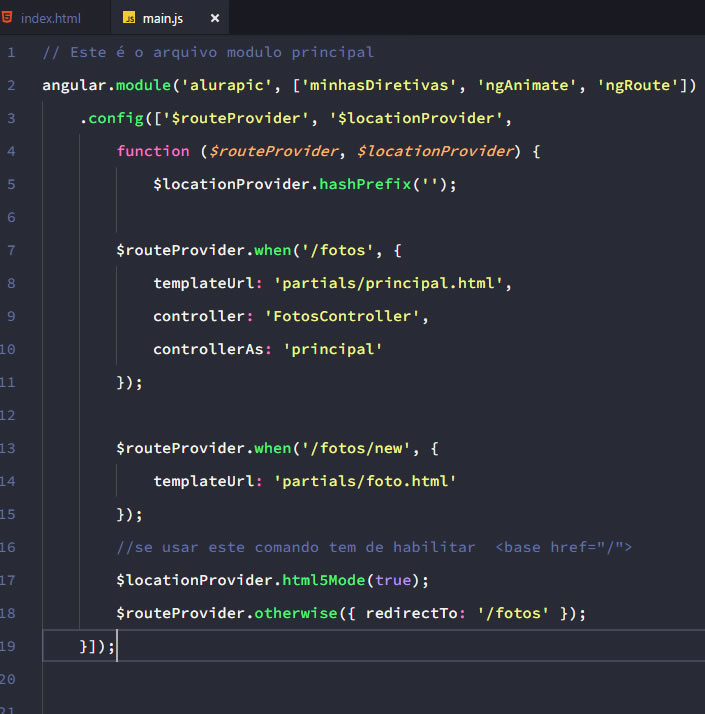 index.html
JS main.js ×
1 // Este é o arquivo modulo principal
2 angular.module('alurapic', ['minhasDiretivas', 'ngAnimate', 'ngRoute'])
3 .config(['$routeProvider', '$locationProvider',
4 function ($routeProvider, $locationProvider) {
5 $locationProvider.hashPrefix('');
6
7 $routeProvider.when('/fotos', {
8 templateUrl: 'partials/principal.html',
9 controller: 'FotosController',
10 controllerAs: 'principal'
11 });
12
13 $routeProvider.when('/fotos/new', {
14 templateUrl: 'partials/foto.html'
15 });
16 //se usar este comando tem de habilitar  <base href="/">
17 $locationProvider.html5Mode(true);
18 $routeProvider.otherwise({ redirectTo: '/fotos' });
19 }]);
20
21